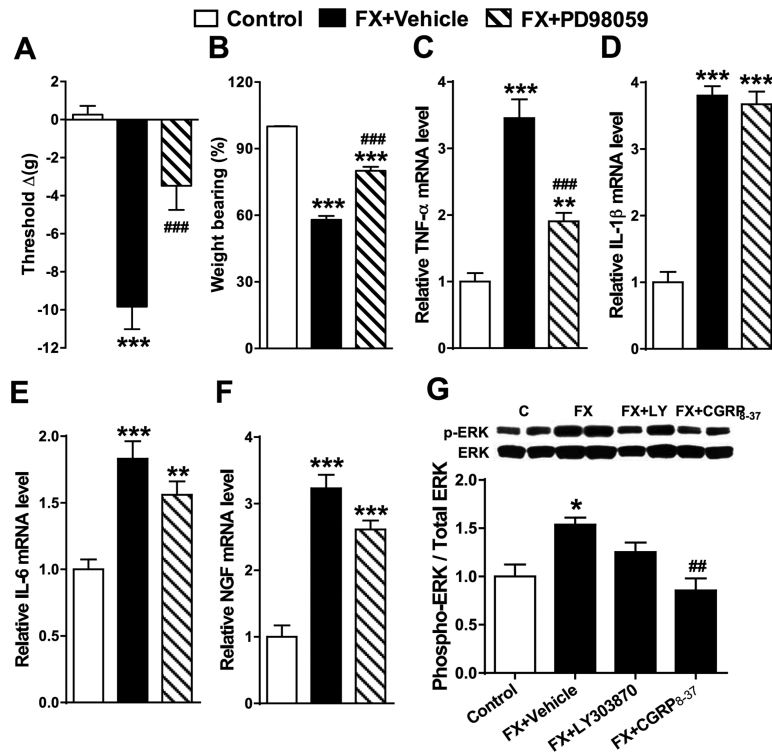 Control FX+Vehicle FX+PD98059
A
Threshold Δ(g)
2
0
-2
-4
-6
-8
-10
-12
***
###
B
Weight bearing (%)
120
90
60
30
0
***
###
***
C
Relative TNF-α mRNA level
4
3
2
1
0
***
###
**
D
Relative IL-1β mRNA level
4
3
2
1
0
***
***
E
Relative IL-6 mRNA level
2.0
1.5
1.0
0.5
0.0
***
**
F
Relative NGF mRNA level
4
3
2
1
0
***
***
G
C FX FX+LY FX+CGRP8-37
p-ERK
ERK
Phospho-ERK / Total ERK
2.0
1.5
1.0
0.5
0.0
*
##
Control
FX+Vehicle
FX+LY303870
FX+CGRP8-37